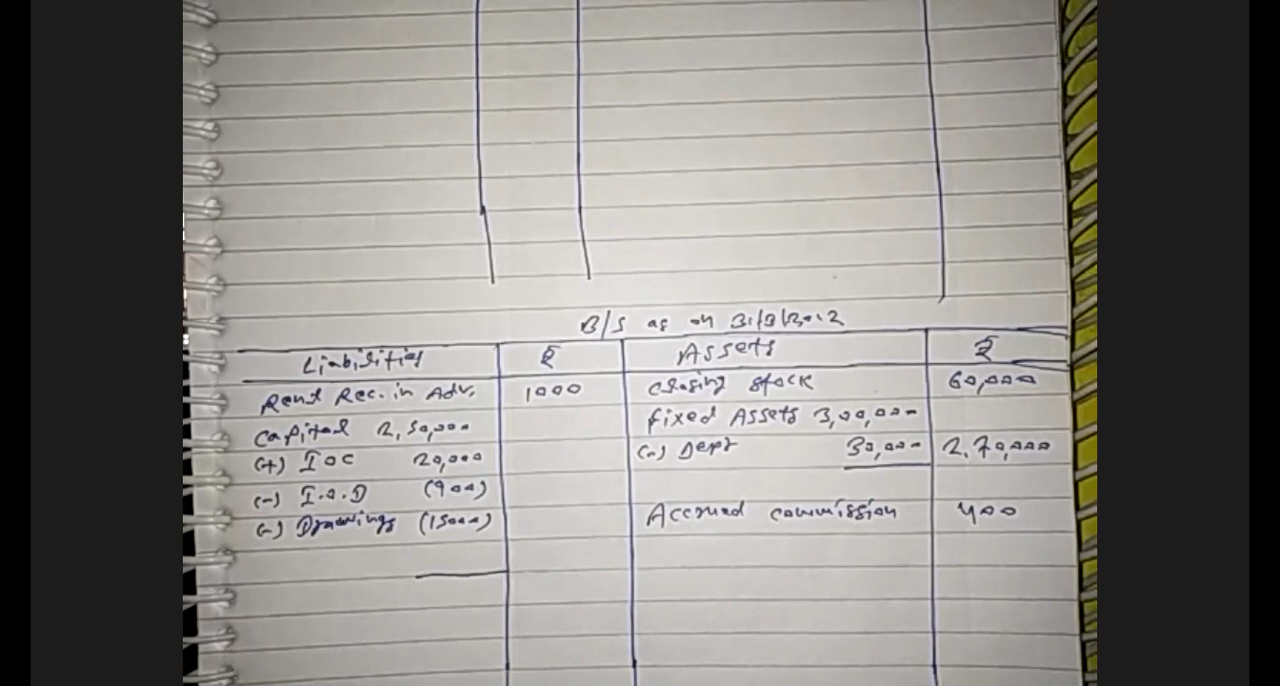 B/S as on 31/3/2012
Liabilities ₹ Assets ₹
Rent Rec. in Adv. 1000 Closing stock 60,000
Capital 2,50,000 Fixed Assets 3,00,000
(+) IOC 20,000 (-) Depr 30,000 2,70,000
(-) I.O.D (900)
(-) Drawings (15000) Accrued commission 400